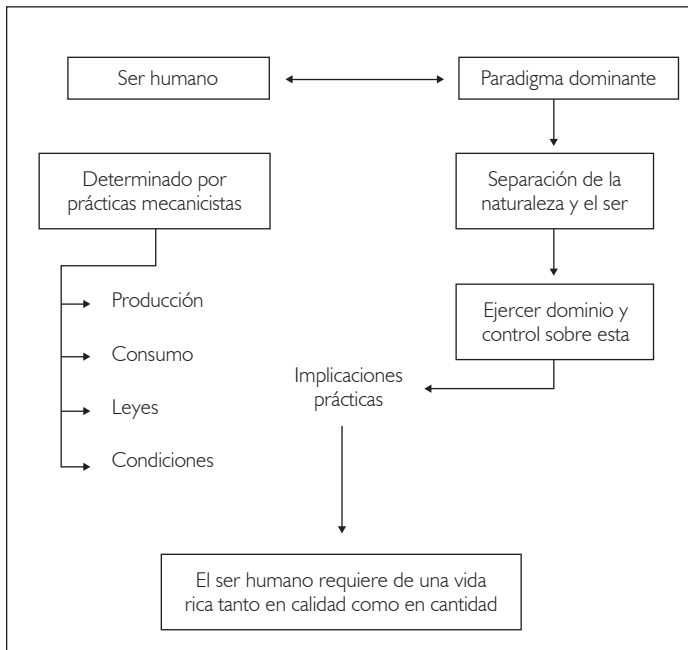 Ser humano
Paradigma dominante
Determinado por
prácticas mecanicistas
Separación de la
naturaleza y el ser
Producción
Consumo
Leyes
Condiciones
Ejercer dominio y
control sobre esta
Implicaciones
prácticas
El ser humano requiere de una vida
rica tanto en calidad como en cantidad